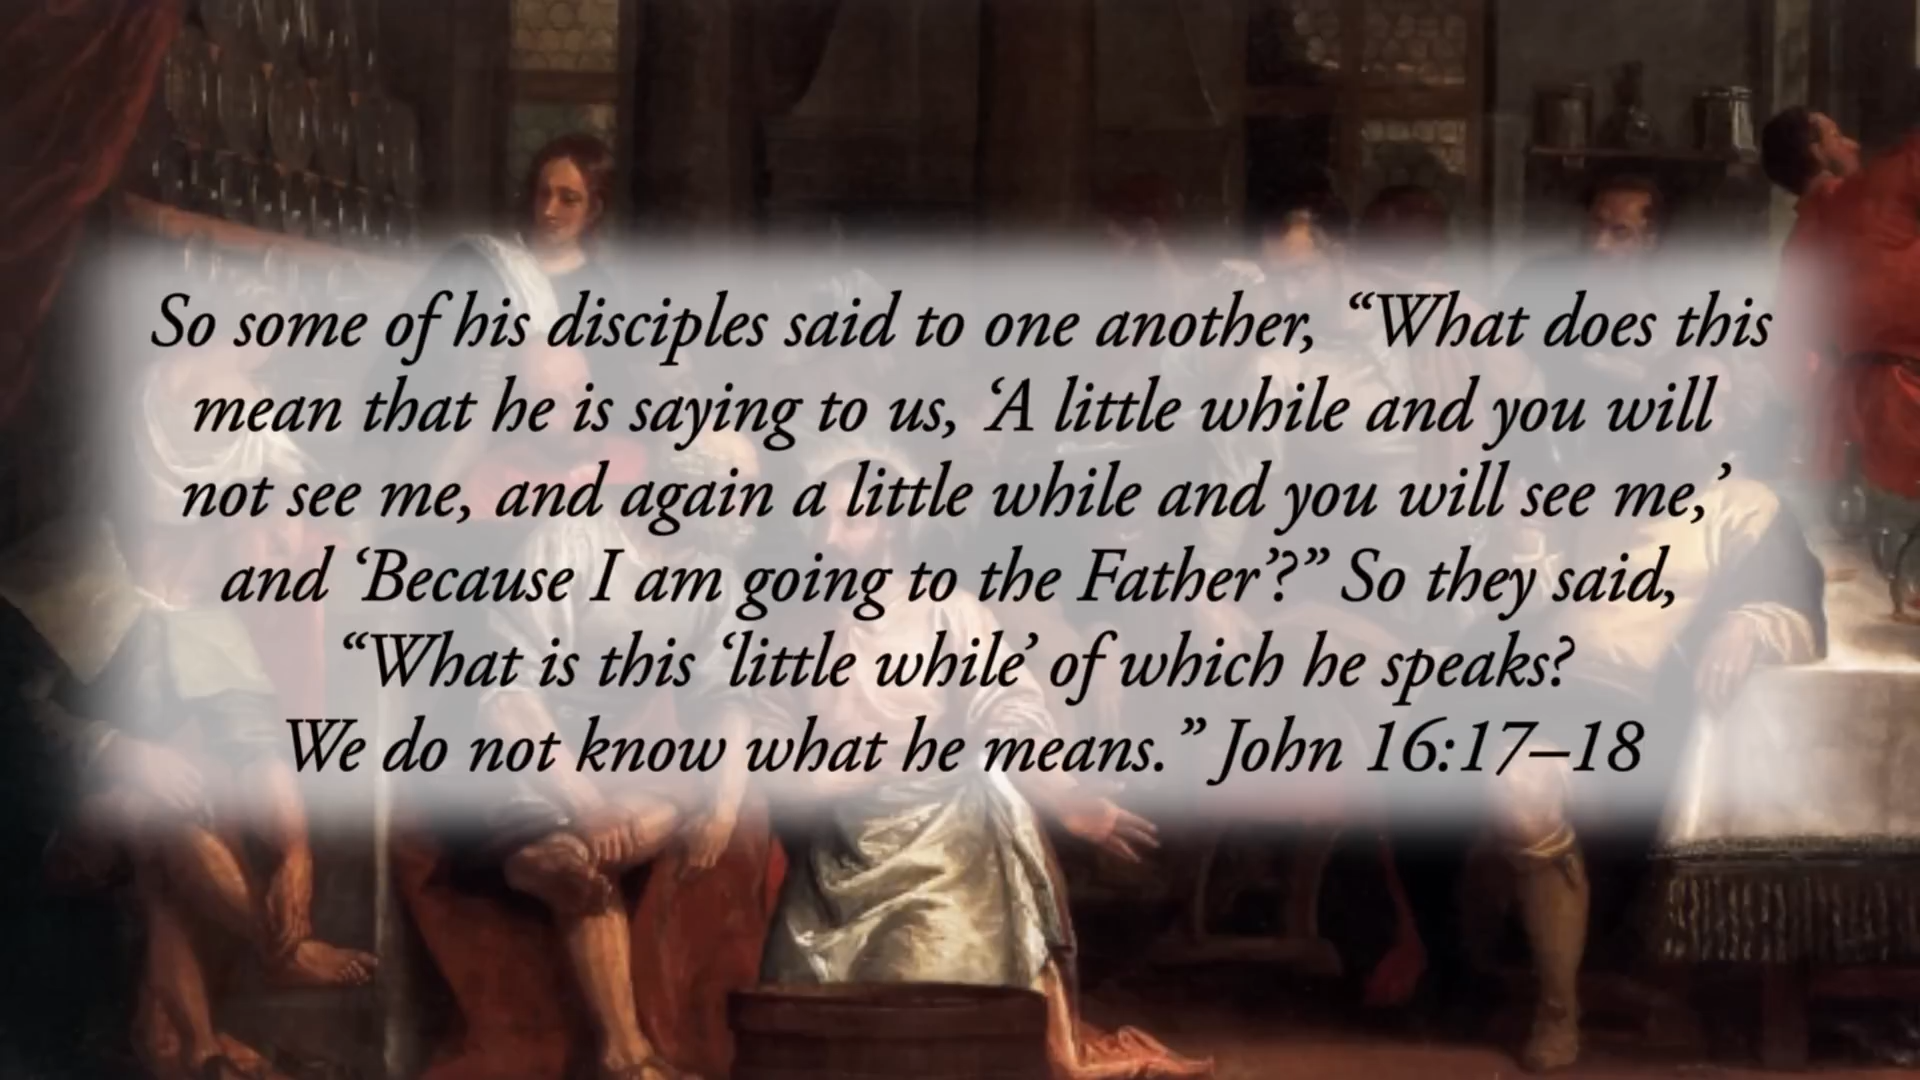 So some of his disciples said to one another, “What does this
mean that he is saying to us, ‘A little while and you will
not see me, and again a little while and you will see me,’
and ‘Because I am going to the Father’?” So they said,
“What is this ‘little while’ of which he speaks?
We do not know what he means.” John 16:17–18